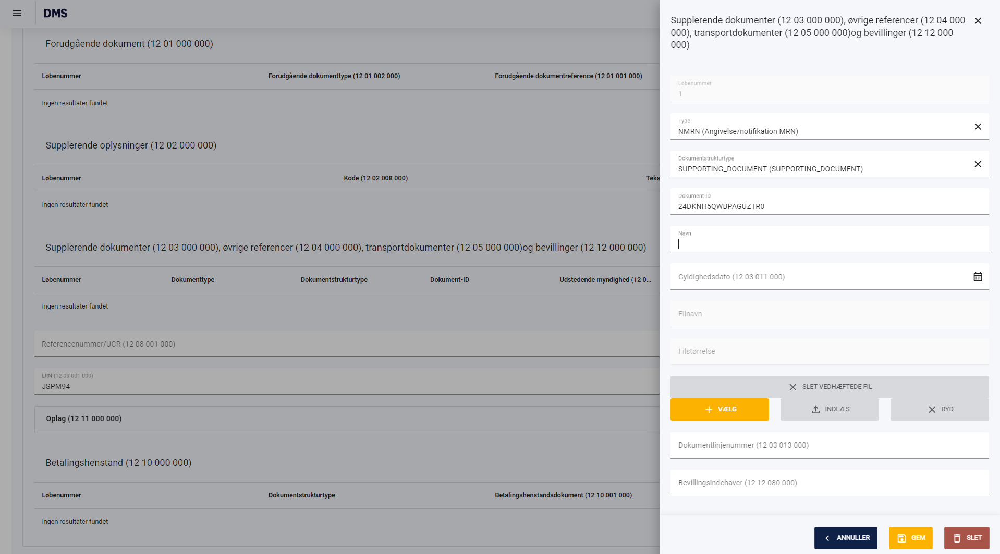 DMS
Forudgående dokument (12 01 000 000)
Løbenummer Forudgående dokumenttype (12 01 002 000) Forudgående dokumentreference (12 01 001 000)
Ingen resultater fundet
Supplerende oplysninger (12 02 000 000)
Løbenummer Kode (12 02 008 000) Teks
Ingen resultater fundet
Supplerende dokumenter (12 03 000 000), øvrige referencer (12 04 000 000), transportdokumenter (12 05 000 000)og bevillinger (12 12 000 000)
Løbenummer Dokumenttype Dokumentstrukturtype Dokument-ID Udstedende myndighed (12 0...
Ingen resultater fundet
Referencenummer/UCR (12 08 001 000)
LRN (12 09 001 000)
JSPM94
Oplag (12 11 000 000)
Betalingshenstand (12 10 000 000)
Løbenummer Dokumentstrukturtype Betalingshenstandsdokument (12 10 001 000)
Ingen resultater fundet
Supplerende dokumenter (12 03 000 000), øvrige referencer (12 04 000
000), transportdokumenter (12 05 000 000)og bevillinger (12 12 000
000)
Løbenummer
1
Type
NMRN (Angivelse/notifikation MRN)
Dokumentstrukturtype
SUPPORTING_DOCUMENT (SUPPORTING_DOCUMENT)
Dokument-ID
24DKNH5QWBPAGUZTR0
Navn
Gyldighedsdato (12 03 011 000)
Filnavn
Filstørrelse
SLET VEDHÆFTEDE FIL
VÆLG INDLÆS RYD
Dokumentlinjenummer (12 03 013 000)
Bevillingsindehaver (12 12 080 000)
ANNULLER GEM SLET